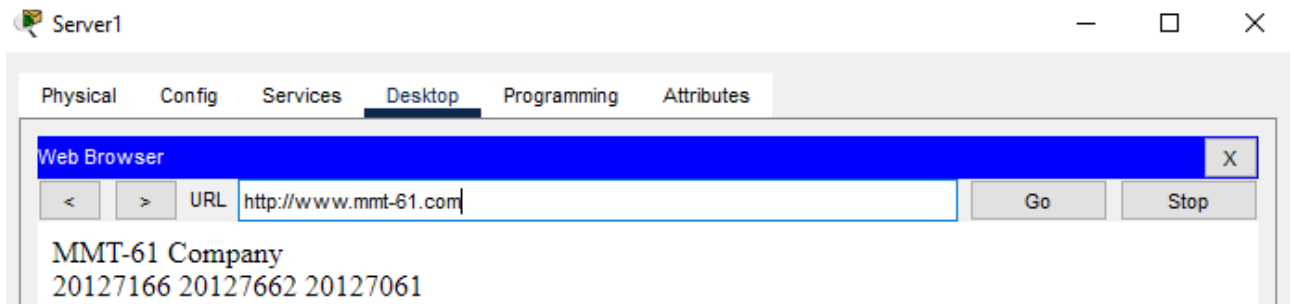 Server1
Physical Config Services Desktop Programming Attributes
Web Browser X
< > URL http://www.mmt-61.com Go Stop
MMT-61 Company
20127166 20127662 20127061